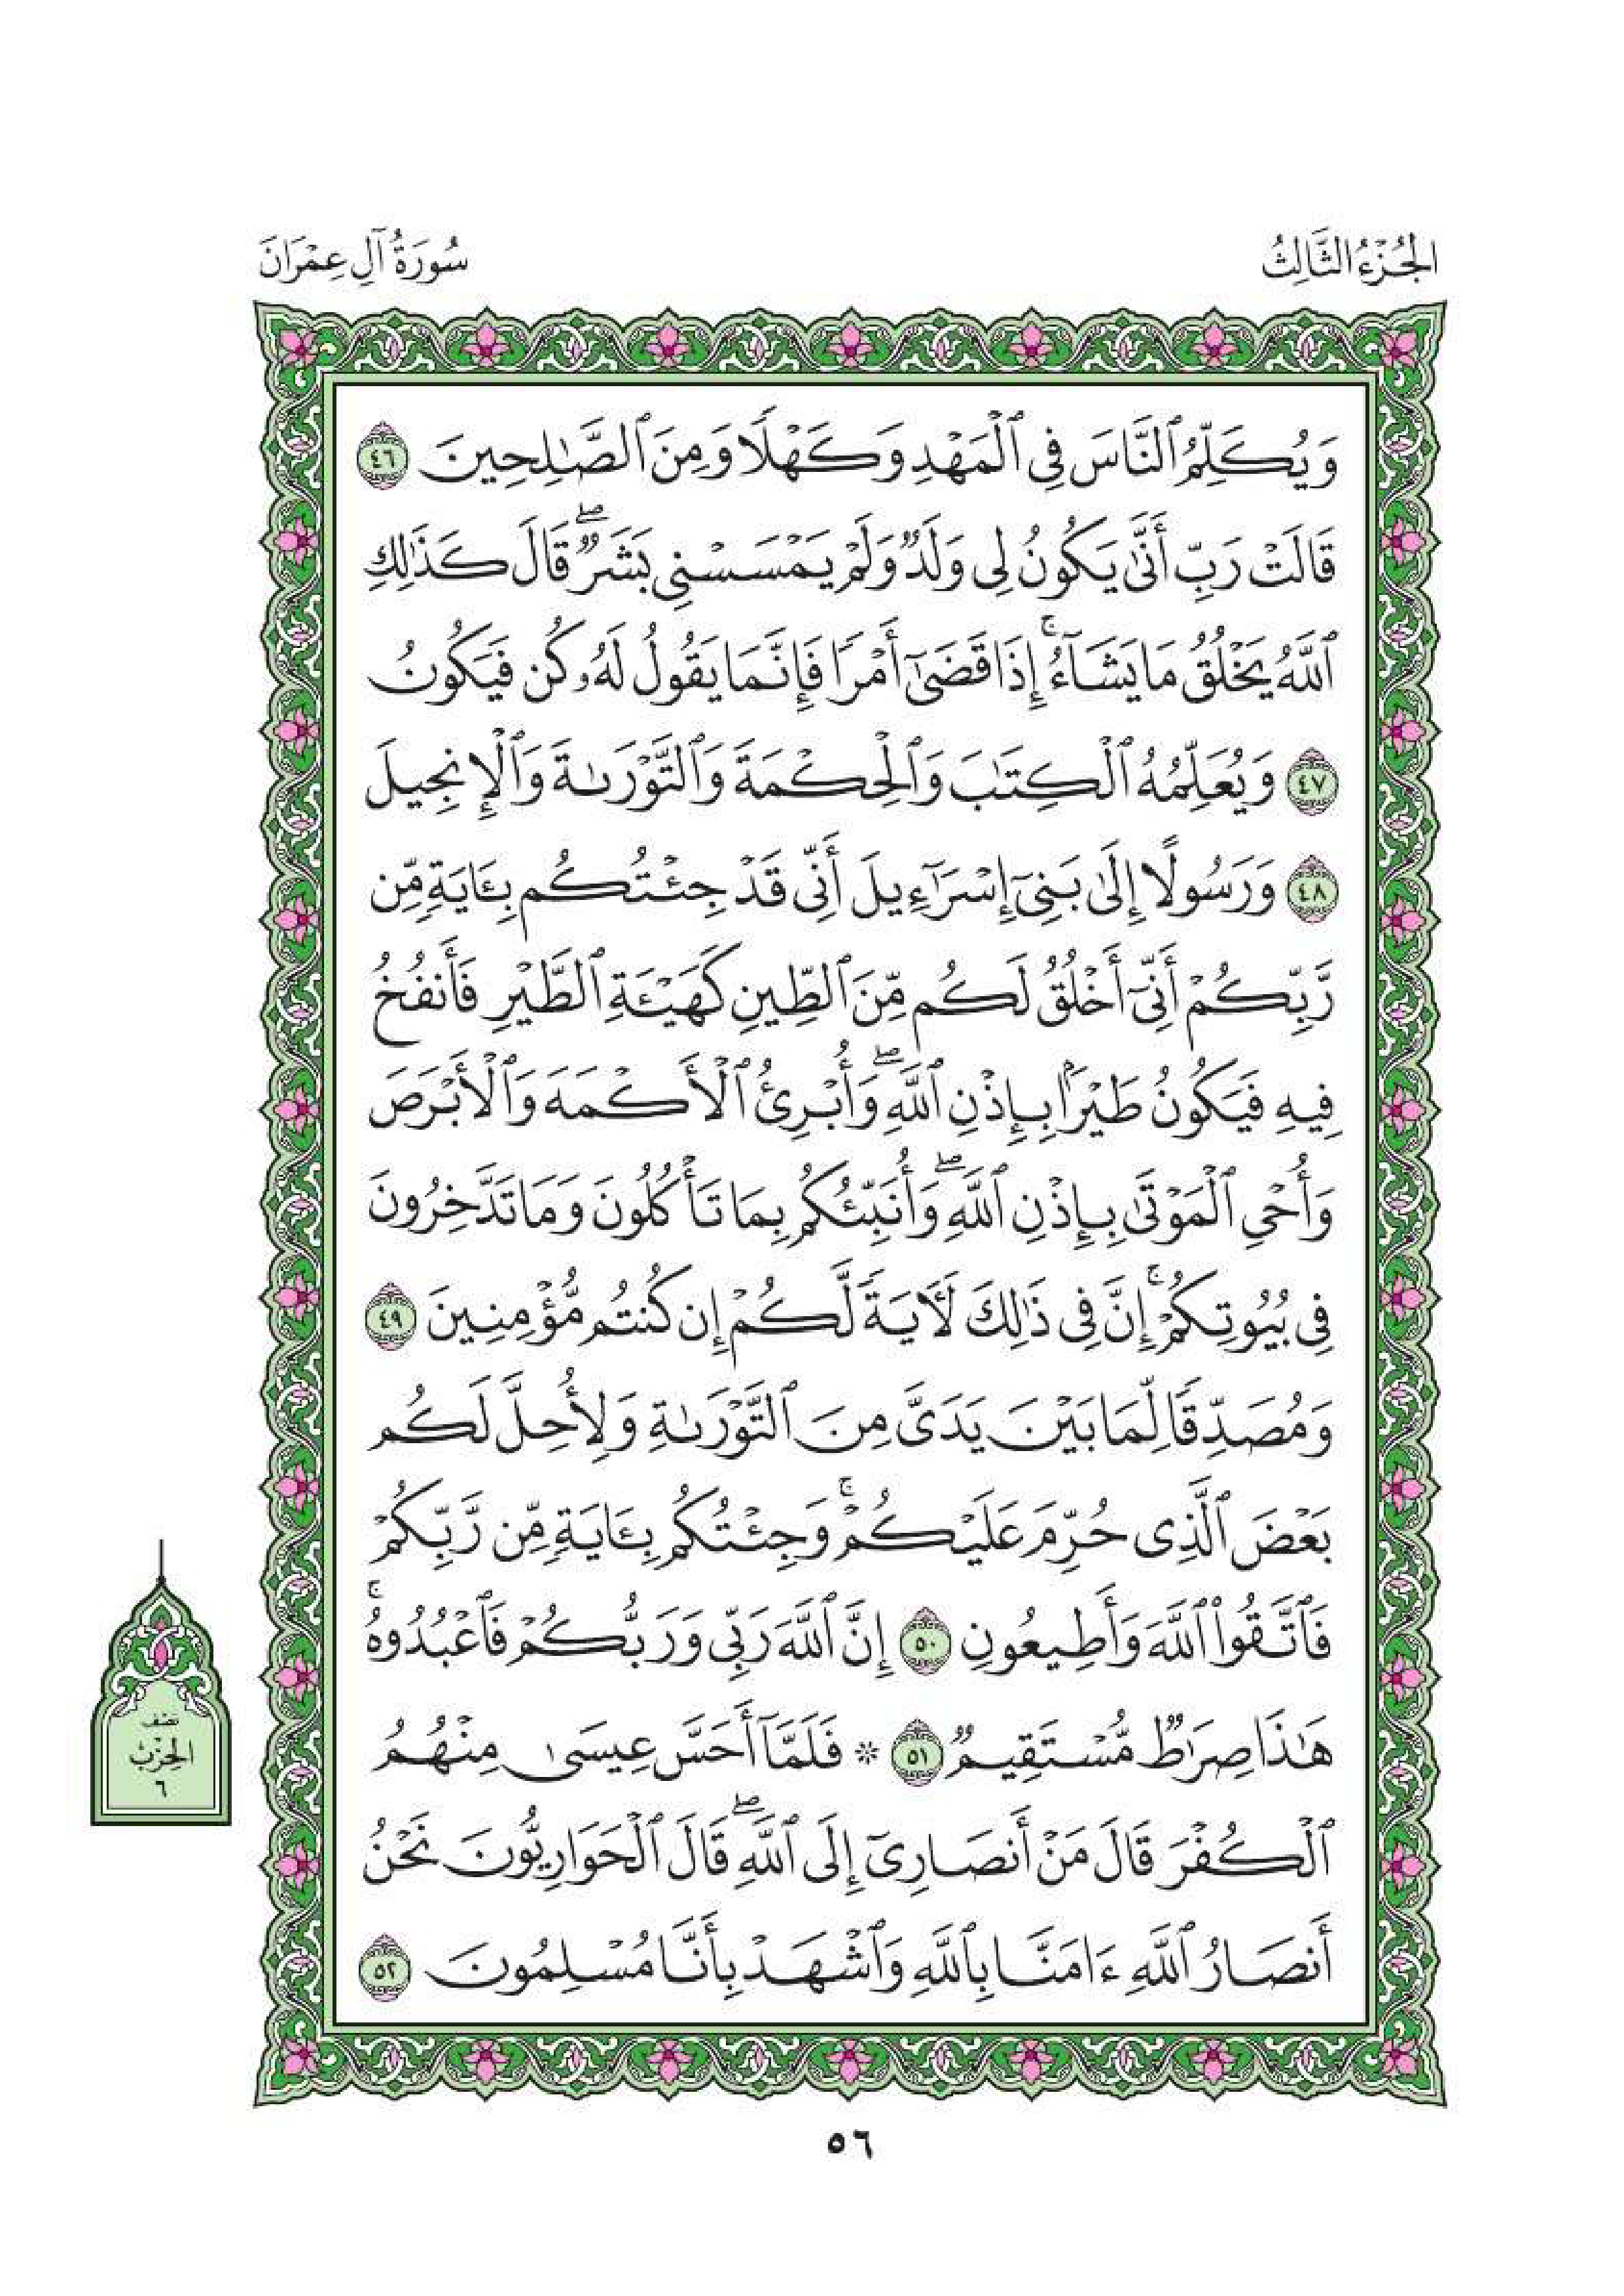 الجُزْءُ الثَّالِثُ
سُورَةُ آلِ عِمْرَانَ
وَيُكَلِّمُ ٱلنَّاسَ فِى ٱلْمَهْدِ وَكَهْلًا وَمِنَ ٱلصَّـٰلِحِينَ ٤٦
قَالَتْ رَبِّ أَنَّىٰ يَكُونُ لِى وَلَدٌ وَلَمْ يَمْسَسْنِى بَشَرٌ ۖ قَالَ كَذَٰلِكِ
ٱللَّهُ يَخْلُقُ مَا يَشَآءُ ۚ إِذَا قَضَىٰٓ أَمْرًا فَإِنَّمَا يَقُولُ لَهُۥ كُن فَيَكُونُ
٤٧ وَيُعَلِّمُهُ ٱلْكِتَـٰبَ وَٱلْحِكْمَةَ وَٱلتَّوْرَىٰةَ وَٱلْإِنجِيلَ
٤٨ وَرَسُولًا إِلَىٰ بَنِىٓ إِسْرَٰٓءِيلَ أَنِّى قَدْ جِئْتُكُم بِـَٔايَةٍ مِّن
رَّبِّكُمْ أَنِّىٓ أَخْلُقُ لَكُم مِّنَ ٱلطِّينِ كَهَيْـَٔةِ ٱلطَّيْرِ فَأَنفُخُ
فِيهِ فَيَكُونُ طَيْرًۢا بِإِذْنِ ٱللَّهِ ۖ وَأُبْرِئُ ٱلْأَكْمَهَ وَٱلْأَبْرَصَ
وَأُحْىِ ٱلْمَوْتَىٰ بِإِذْنِ ٱللَّهِ ۖ وَأُنَبِّئُكُم بِمَا تَأْكُلُونَ وَمَا تَدَّخِرُونَ
فِى بُيُوتِكُمْ ۚ إِنَّ فِى ذَٰلِكَ لَـَٔايَةً لَّكُمْ إِن كُنتُم مُّؤْمِنِينَ ٤٩
وَمُصَدِّقًا لِّمَا بَيْنَ يَدَىَّ مِنَ ٱلتَّوْرَىٰةِ وَلِأُحِلَّ لَكُم
بَعْضَ ٱلَّذِى حُرِّمَ عَلَيْكُمْ ۚ وَجِئْتُكُم بِـَٔايَةٍ مِّن رَّبِّكُمْ
فَٱتَّقُوا۟ ٱللَّهَ وَأَطِيعُونِ ٥٠ إِنَّ ٱللَّهَ رَبِّى وَرَبُّكُمْ فَٱعْبُدُوهُ ۚ
هَـٰذَا صِرَٰطٌ مُّسْتَقِيمٌ ٥١ ۞ فَلَمَّآ أَحَسَّ عِيسَىٰ مِنْهُمُ
ٱلْكُفْرَ قَالَ مَنْ أَنصَارِىٓ إِلَى ٱللَّهِ ۖ قَالَ ٱلْحَوَارِيُّونَ نَحْنُ
أَنصَارُ ٱللَّهِ ءَامَنَّا بِٱللَّهِ وَٱشْهَدْ بِأَنَّا مُسْلِمُونَ ٥٢
نصف
الحزب
٦
٥٦